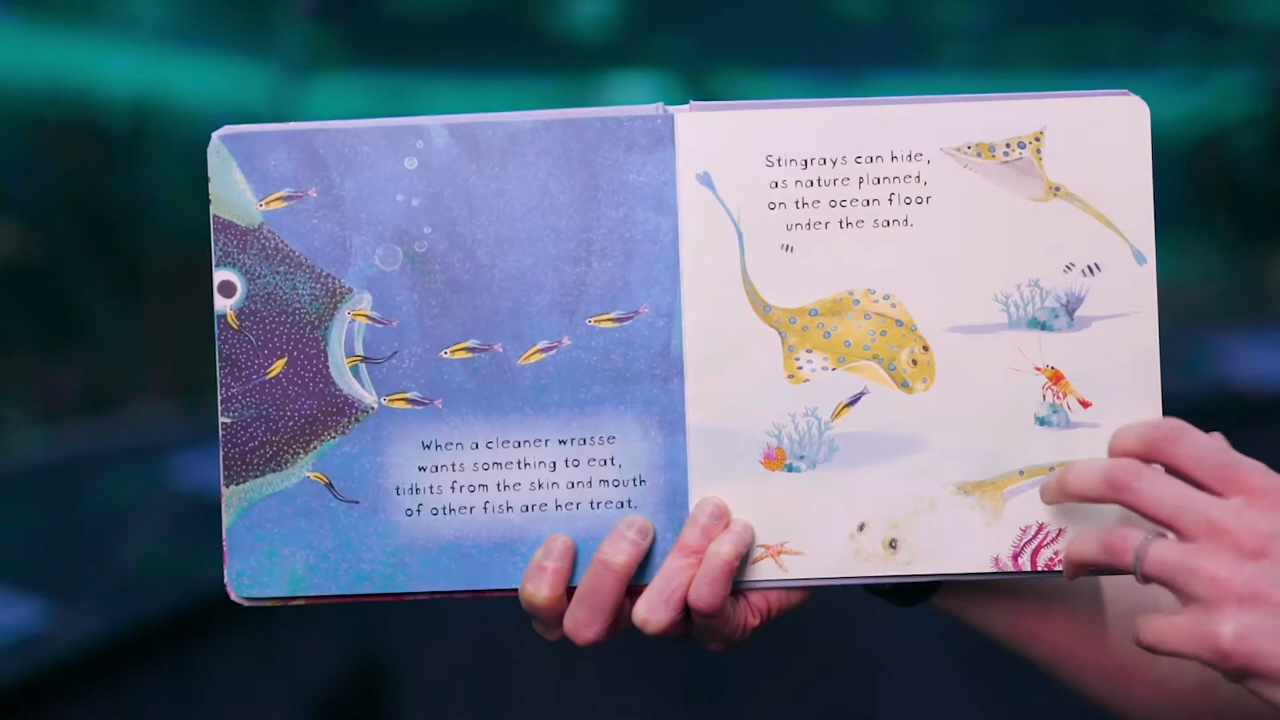 When a cleaner wrasse
wants something to eat,
tidbits from the skin and mouth
of other fish are her treat.
Stingrays can hide,
as nature planned,
on the ocean floor
under the sand.